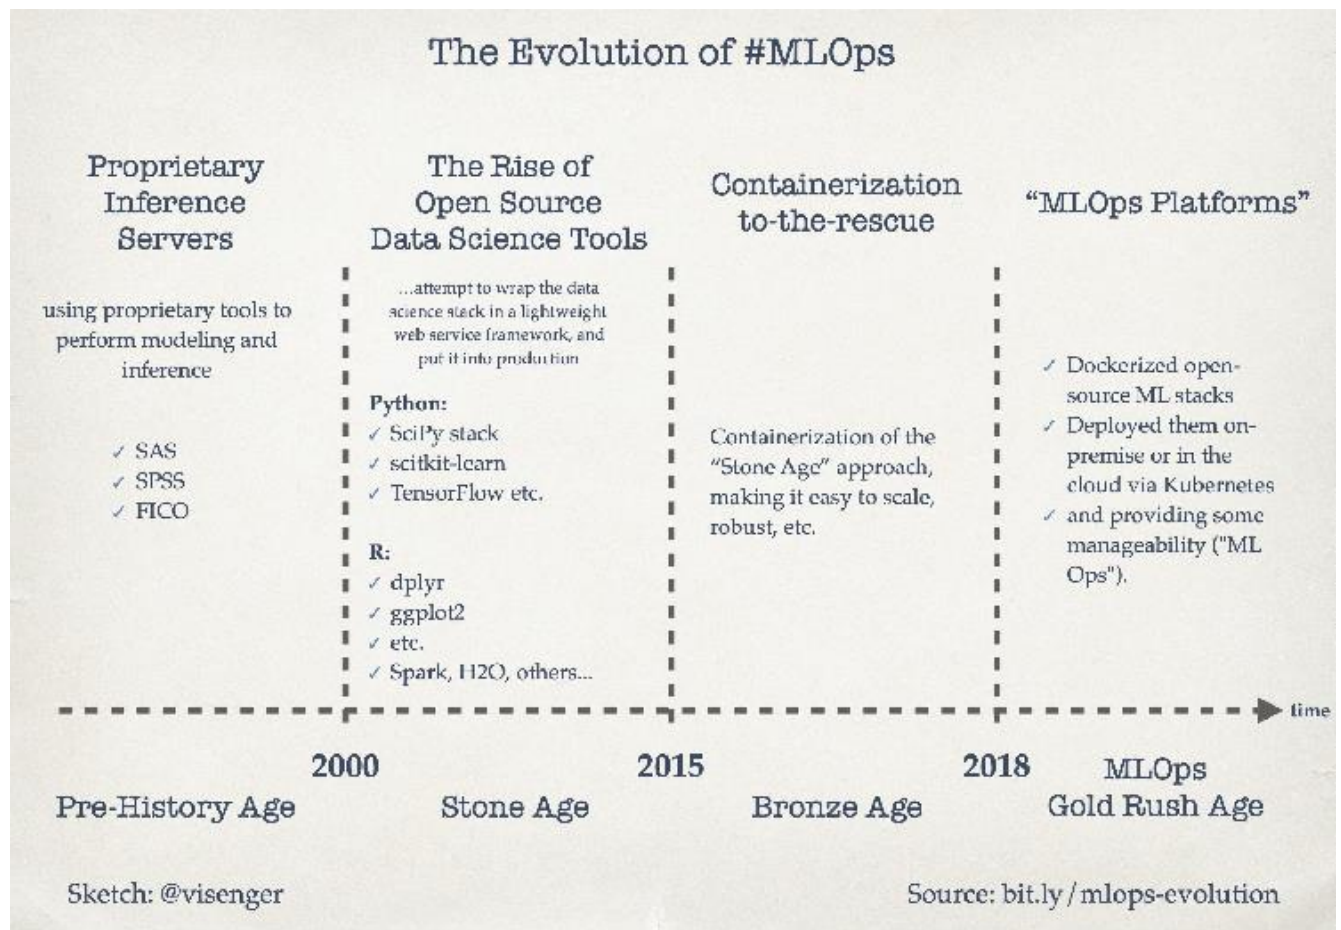 The Evolution of #MLOps
Proprietary
Inference
Servers
using proprietary tools to
perform modeling and
inference
✓ SAS
✓ SPSS
✓ FICO
The Rise of
Open Source
Data Science Tools
...attempt to wrap the data
science stack in a lightweight
web service framework, and
put it into production
Python:
✓ SciPy stack
✓ scitkit-learn
✓ TensorFlow etc.
R:
✓ dplyr
✓ ggplot2
✓ etc.
✓ Spark, H2O, others...
Containerization
to-the-rescue
Containerization of the
“Stone Age” approach,
making it easy to scale,
robust, etc.
“MLOps Platforms”
✓ Dockerized open-
source ML stacks
✓ Deployed them on-
premise or in the
cloud via Kubernetes
✓ and providing some
manageability ("ML
Ops").
time
2000
2015
2018
Pre-History Age
Stone Age
Bronze Age
MLOps
Gold Rush Age
Sketch: @visenger
Source: bit.ly/mlops-evolution